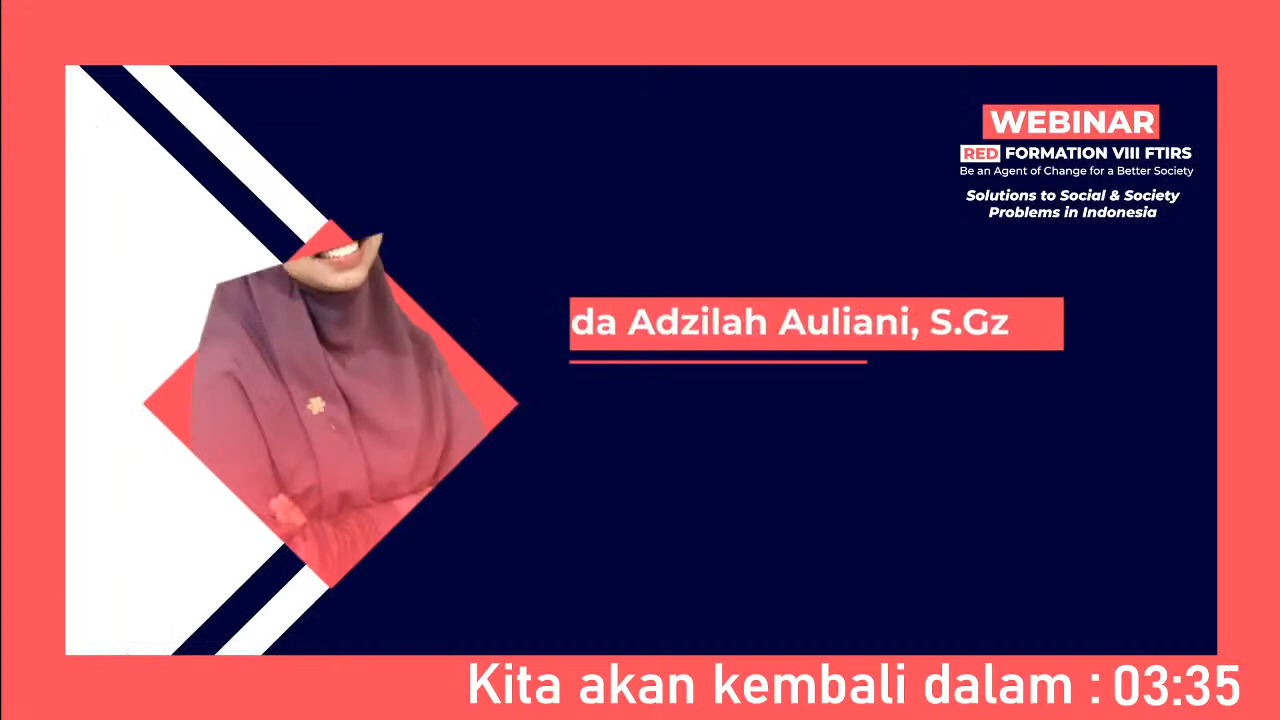 WEBINAR
RED FORMATION VIII FTIRS
Be an Agent of Change for a Better Society
Solutions to Social & Society
Problems in Indonesia
da Adzilah Auliani, S.Gz
Kita akan kembali dalam : 03:35